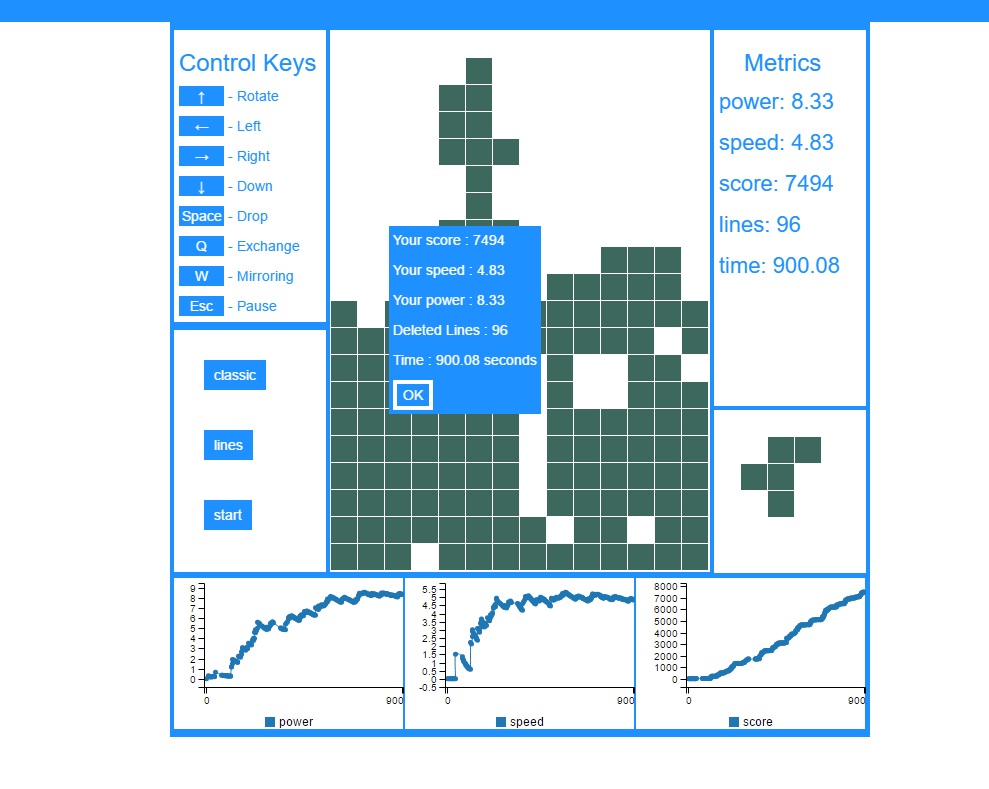 Control Keys
↑ - Rotate
← - Left
→ - Right
↓ - Down
Space - Drop
Q - Exchange
W - Mirroring
Esc - Pause
classic
lines
start
Your score : 7494
Your speed : 4.83
Your power : 8.33
Deleted Lines : 96
Time : 900.08 seconds
OK
Metrics
power: 8.33
speed: 4.83
score: 7494
lines: 96
time: 900.08
9
8
7
6
5
4
3
2
1
0
0 900
power
5.5
4.5
3.5
2.5
1.5
1
0.5
0
-0.5
0 900
speed
8000
7000
6000
5000
4000
3000
2000
1000
0
0 900
score